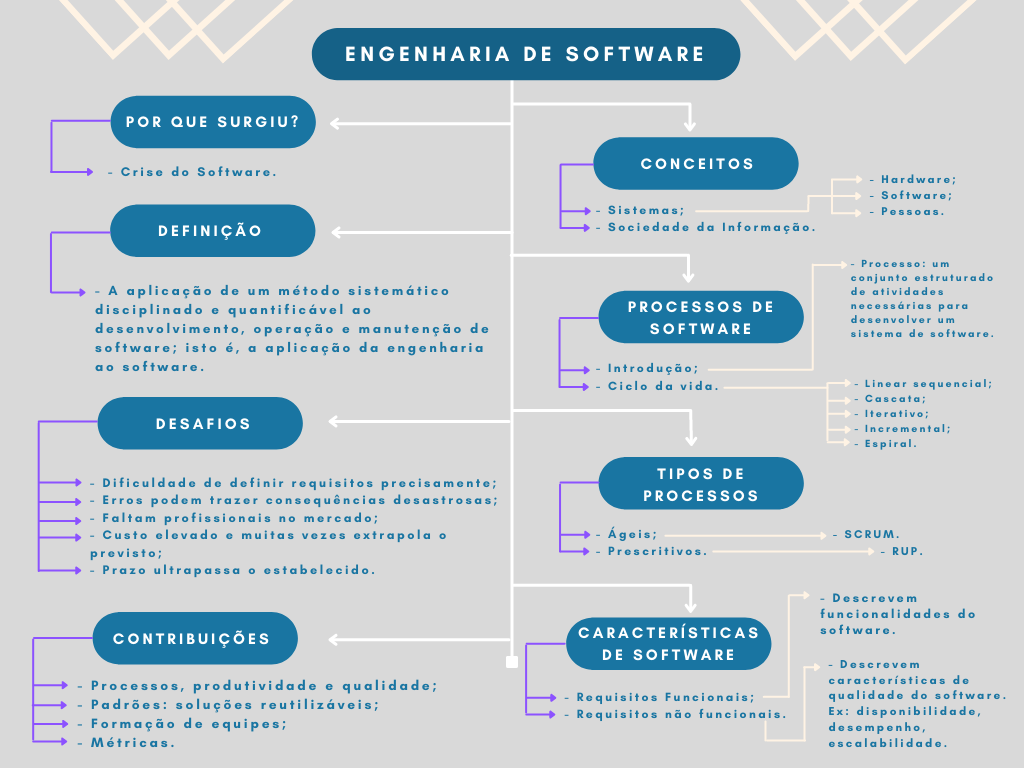 ENGENHARIA DE SOFTWARE
POR QUE SURGIU?
- Crise do Software.
DEFINIÇÃO
- A aplicação de um método sistemático
disciplinado e quantificável ao
desenvolvimento, operação e manutenção de
software; isto é, a aplicação da engenharia
ao software.
DESAFIOS
- Dificuldade de definir requisitos precisamente;
- Erros podem trazer consequências desastrosas;
- Faltam profissionais no mercado;
- Custo elevado e muitas vezes extrapola o
previsto;
- Prazo ultrapassa o estabelecido.
CONTRIBUIÇÕES
- Processos, produtividade e qualidade;
- Padrões: soluções reutilizáveis;
- Formação de equipes;
- Métricas.
CONCEITOS
- Sistemas;
- Sociedade da Informação.
- Hardware;
- Software;
- Pessoas.
PROCESSOS DE
SOFTWARE
- Introdução;
- Ciclo da vida.
- Processo: um
conjunto estruturado
de atividades
necessárias para
desenvolver um
sistema de software.
- Linear sequencial;
- Cascata;
- Iterativo;
- Incremental;
- Espiral.
TIPOS DE
PROCESSOS
- Ágeis;
- SCRUM.
- Prescritivos.
- RUP.
CARACTERÍSTICAS
DE SOFTWARE
- Requisitos Funcionais;
- Requisitos não funcionais.
- Descrevem
funcionalidades do
software.
- Descrevem
características de
qualidade do software.
Ex: disponibilidade,
desempenho,
escalabilidade.